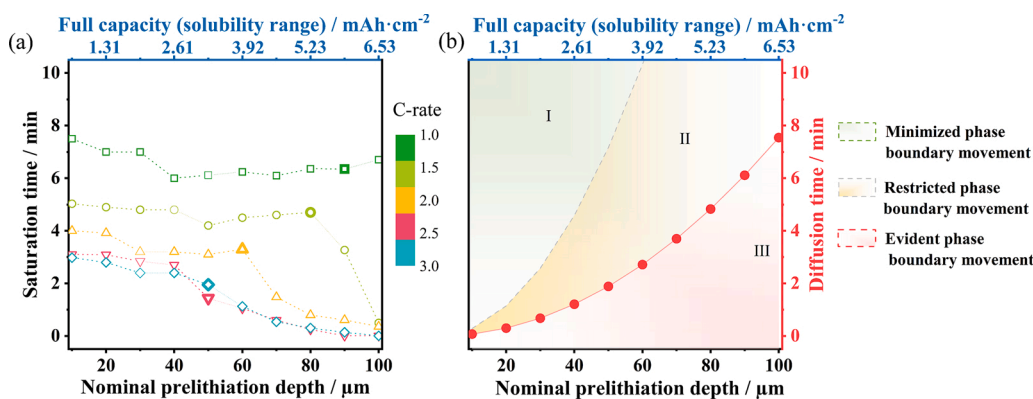 Full capacity (solubility range) / mAh·cm-2
(a)
1.31 2.61 3.92 5.23 6.53
10
8
6
4
2
0
Saturation time / min
20 40 60 80 100
Nominal prelithiation depth / µm
C-rate
1.0
1.5
2.0
2.5
3.0
Full capacity (solubility range) / mAh·cm-2
(b)
1.31 2.61 3.92 5.23 6.53
I
II
III
10
8
6
4
2
0
Diffusion time / min
20 40 60 80 100
Nominal prelithiation depth / µm
Minimized phase
boundary movement
Restricted phase
boundary movement
Evident phase
boundary movement